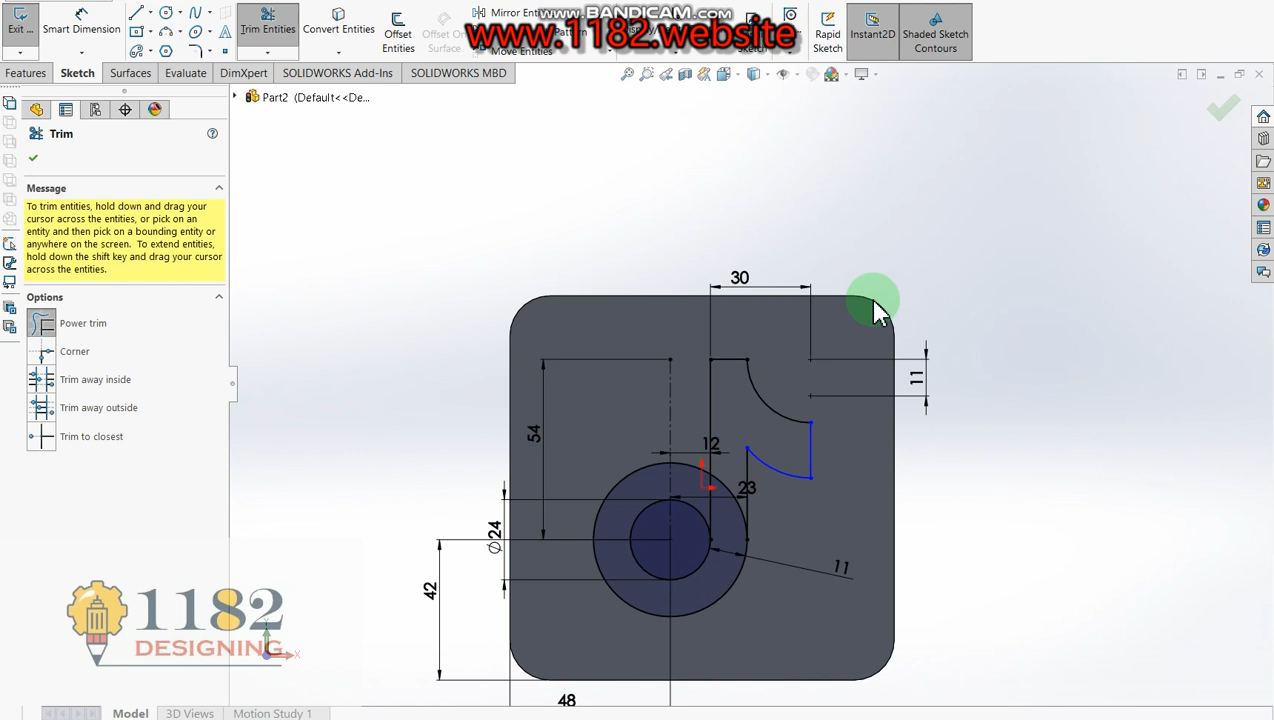 www.BANDICAM.com
www.1182.website
Exit ...
Smart Dimension
Trim Entities
Convert Entities
Offset Entities
Offset On Surface
Mirror Entit
Move Entities
Rapid Sketch
Instant2D
Shaded Sketch Contours
Features
Sketch
Surfaces
Evaluate
DimXpert
SOLIDWORKS Add-Ins
SOLIDWORKS MBD
Part2 (Default<<De...
Trim
Message
To trim entities, hold down and drag your
cursor across the entities, or pick on an
entity and then pick on a bounding entity or
anywhere on the screen. To extend entities,
hold down the shift key and drag your cursor
across the entities.
Options
Power trim
Corner
Trim away inside
Trim away outside
Trim to closest
30
11
54
12
23
∅24
11
42
48
1182
DESIGNING
X
Model
3D Views
Motion Study 1